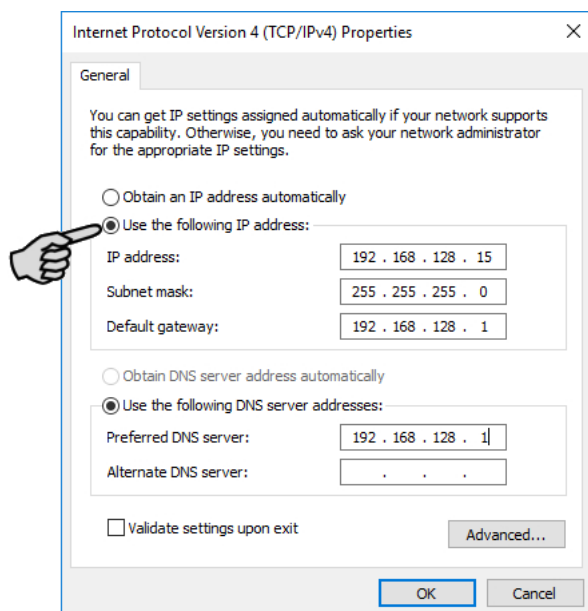 Internet Protocol Version 4 (TCP/IPv4) Properties
General
You can get IP settings assigned automatically if your network supports
this capability. Otherwise, you need to ask your network administrator
for the appropriate IP settings.
Obtain an IP address automatically
Use the following IP address:
IP address: 192 . 168 . 128 . 15
Subnet mask: 255 . 255 . 255 . 0
Default gateway: 192 . 168 . 128 . 1
Obtain DNS server address automatically
Use the following DNS server addresses:
Preferred DNS server: 192 . 168 . 128 . 1
Alternate DNS server: . . .
Validate settings upon exit
Advanced...
OK Cancel